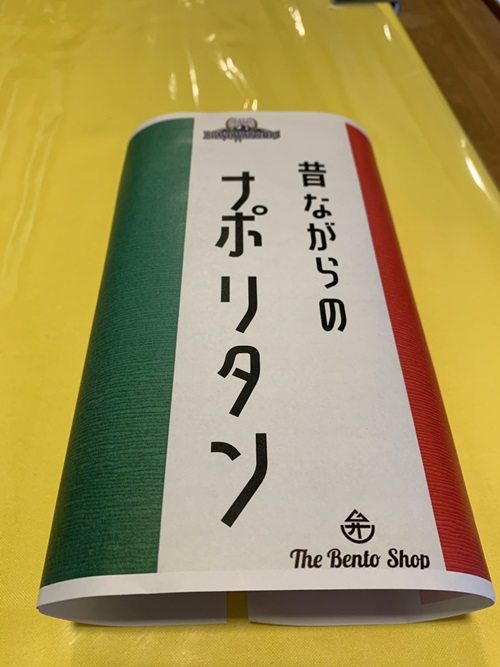 昔ながらの
ナポリタン
弁
The Bento Shop